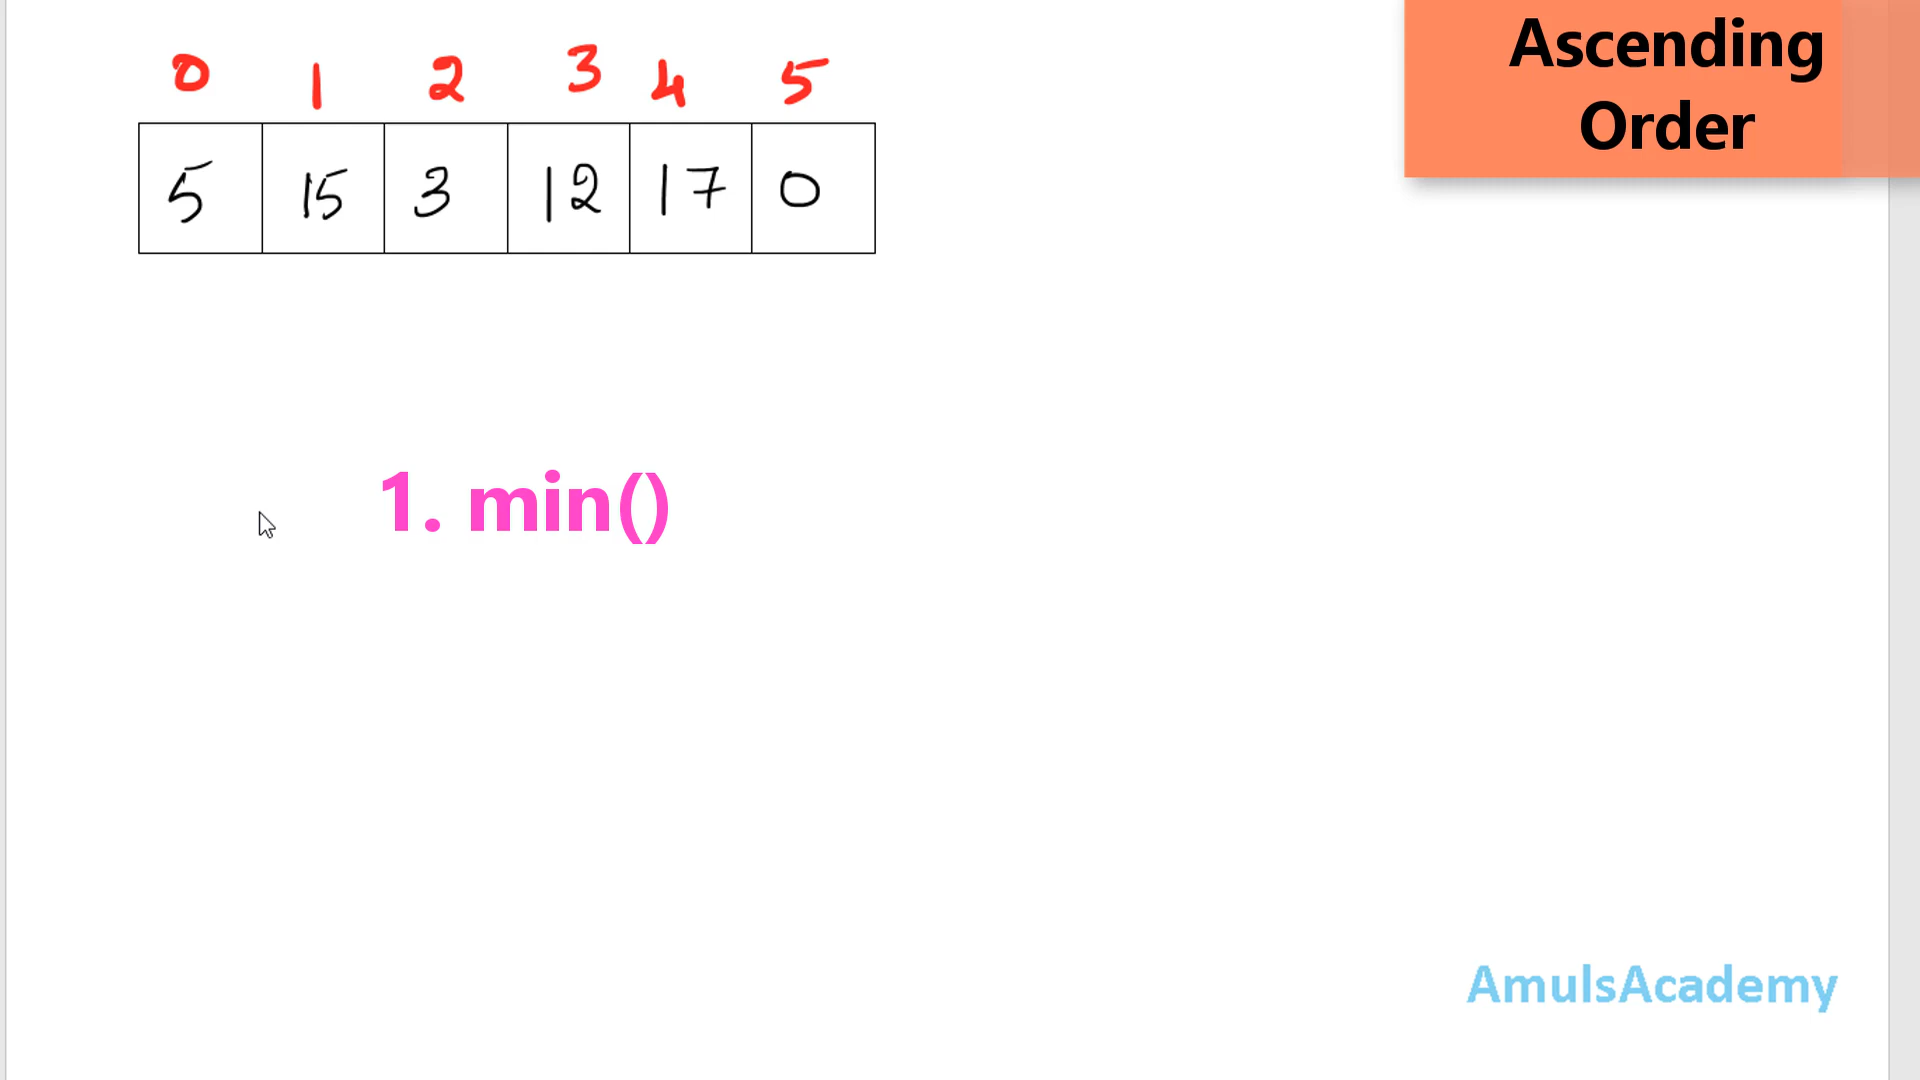 Ascending
Order
0 1 2 3 4 5
5 15 3 12 17 0
1. min()
AmulsAcademy